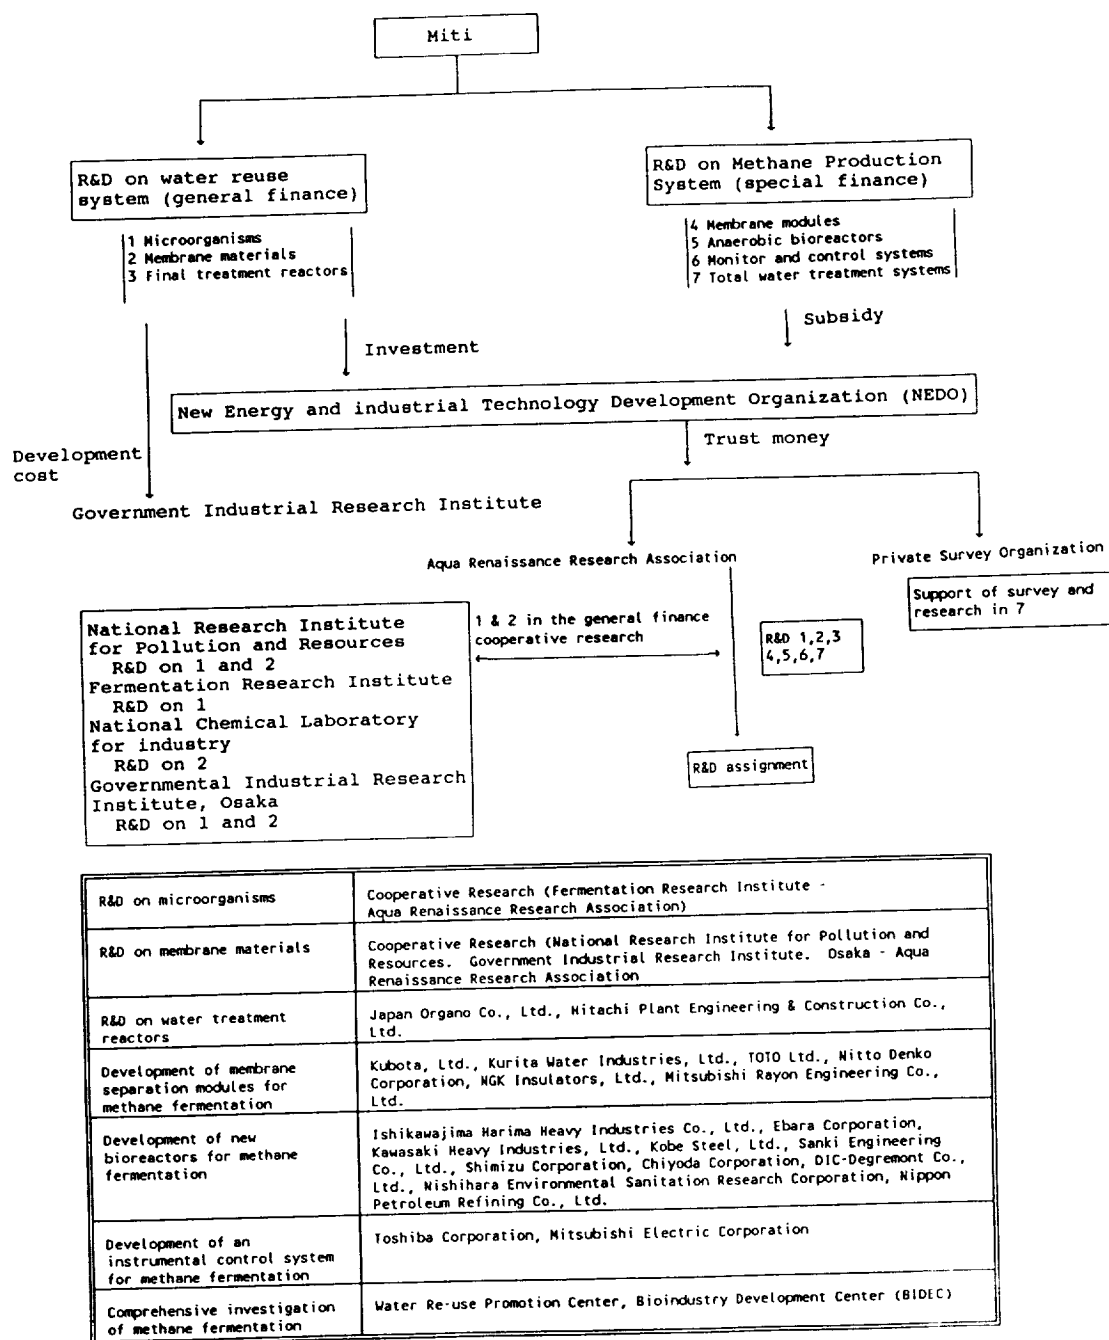 Miti
R&D on water reuse
system (general finance)
R&D on Methane Production
System (special finance)
1 Microorganisms
2 Membrane materials
3 Final treatment reactors
4 Membrane modules
5 Anaerobic bioreactors
6 Monitor and control systems
7 Total water treatment systems
Subsidy
Investment
New Energy and industrial Technology Development Organization (NEDO)
Trust money
Development
cost
Government Industrial Research Institute
Aqua Renaissance Research Association
Private Survey Organization
Support of survey and
research in 7
1 & 2 in the general finance
cooperative research
R&D 1,2,3
4,5,6,7
National Research Institute
for Pollution and Resources
R&D on 1 and 2
Fermentation Research Institute
R&D on 1
National Chemical Laboratory
for industry
R&D on 2
Governmental Industrial Research
Institute, Osaka
R&D on 1 and 2
R&D assignment
R&D on microorganisms
Cooperative Research (Fermentation Research Institute -
Aqua Renaissance Research Association)
R&D on membrane materials
Cooperative Research (National Research Institute for Pollution and
Resources. Government Industrial Research Institute. Osaka - Aqua
Renaissance Research Association
R&D on water treatment
reactors
Japan Organo Co., Ltd., Hitachi Plant Engineering & Construction Co.,
Ltd.
Development of membrane
separation modules for
methane fermentation
Kubota, Ltd., Kurita Water Industries, Ltd., TOTO Ltd., Nitto Denko
Corporation, NGK Insulators, Ltd., Mitsubishi Rayon Engineering Co.,
Ltd.
Development of new
bioreactors for methane
fermentation
Ishikawajima Harima Heavy Industries Co., Ltd., Ebara Corporation,
Kawasaki Heavy Industries, Ltd., Kobe Steel, Ltd., Sanki Engineering
Co., Ltd., Shimizu Corporation, Chiyoda Corporation, DIC-Degremont Co.,
Ltd., Nishihara Environmental Sanitation Research Corporation, Nippon
Petroleum Refining Co., Ltd.
Development of an
instrumental control system
for methane fermentation
Toshiba Corporation, Mitsubishi Electric Corporation
Comprehensive investigation
of methane fermentation
Water Re-use Promotion Center, Bioindustry Development Center (BIDEC)